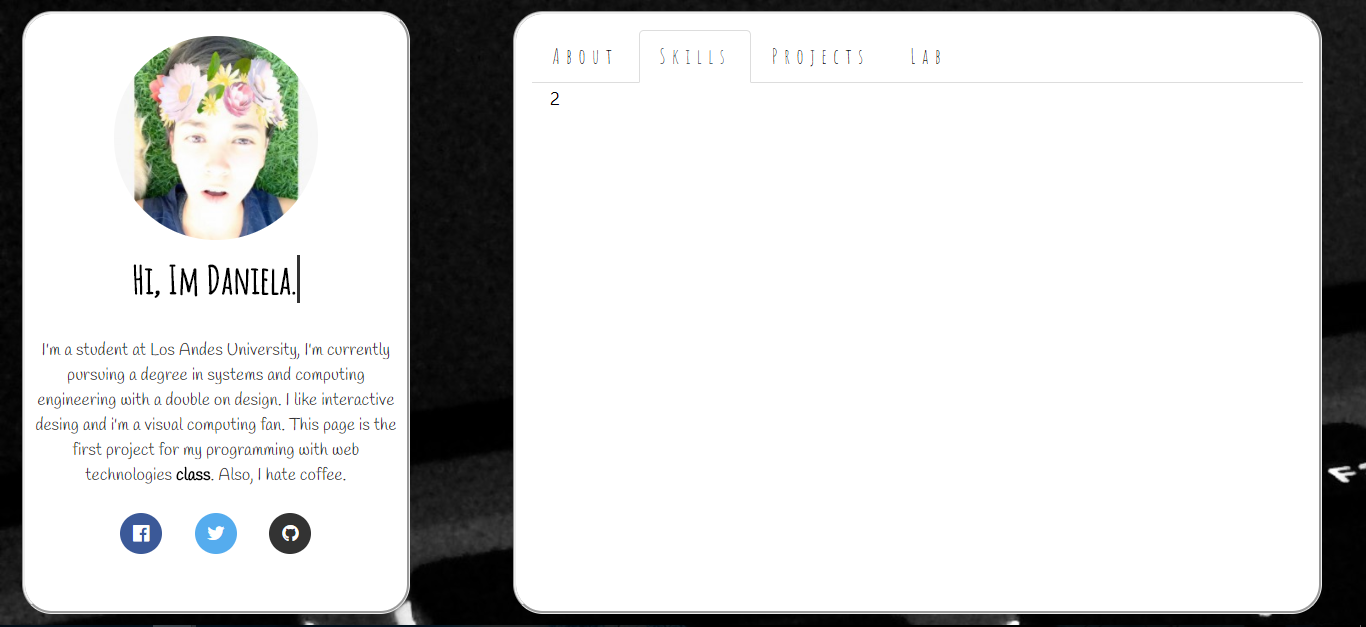 Hi, Im Daniela.
I'm a student at Los Andes University, I'm currently
pursuing a degree in systems and computing
engineering with a double on design. I like interactive
desing and i'm a visual computing fan. This page is the
first project for my programming with web
technologies class. Also, I hate coffee.
About Skills Projects Lab
2